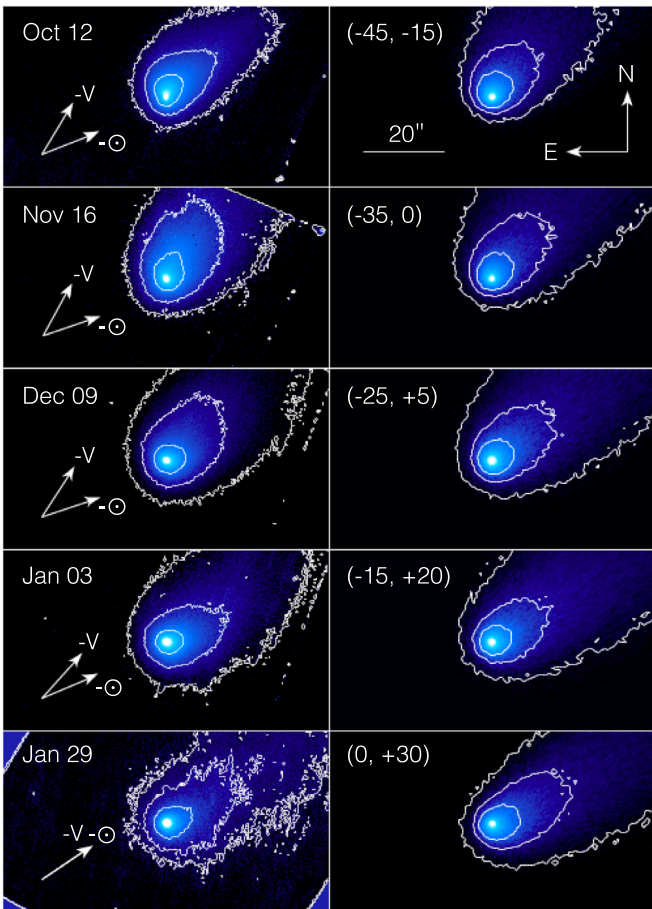 Oct 12
(-45, -15)
-V
-⊙
20"
N
E
Nov 16
(-35, 0)
-V
-⊙
Dec 09
(-25, +5)
-V
-⊙
Jan 03
(-15, +20)
-V
-⊙
Jan 29
(0, +30)
-V -⊙